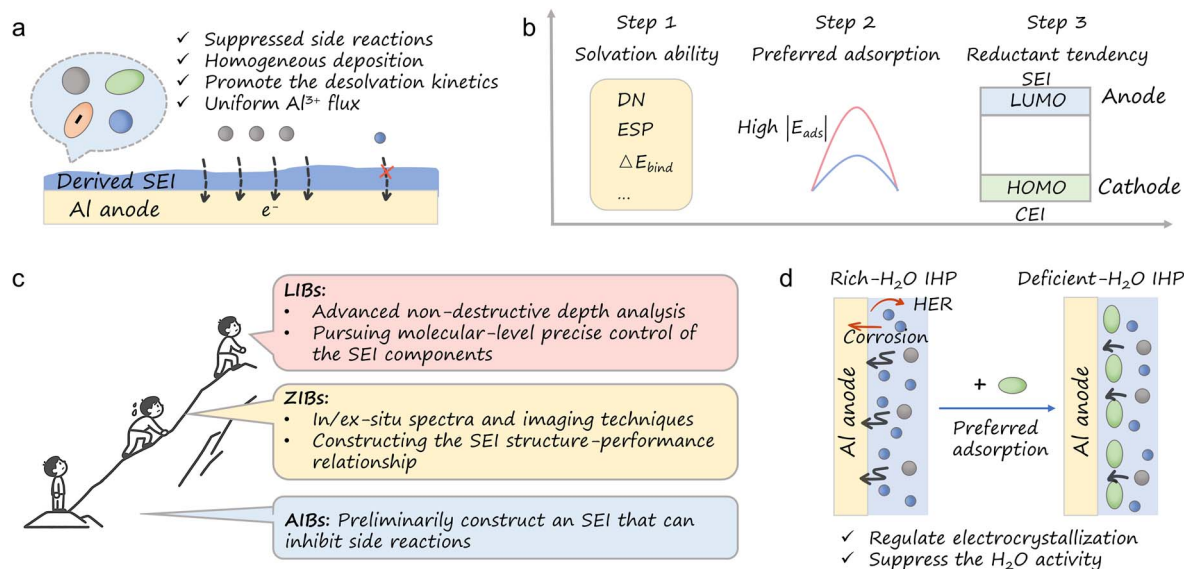 a
✓ Suppressed side reactions
✓ Homogeneous deposition
✓ Promote the desolvation kinetics
✓ Uniform Al³⁺ flux
Derived SEI
Al anode
e⁻
b
Step 1
Solvation ability
DN
ESP
△E_bind
...
Step 2
Preferred adsorption
High |E_ads|
Step 3
Reductant tendency
SEI
LUMO
Anode
HOMO
Cathode
CEI
c
LIBs:
• Advanced non-destructive depth analysis
• Pursuing molecular-level precise control of
the SEI components
ZIBs:
• In/ex-situ spectra and imaging techniques
• Constructing the SEI structure-performance
relationship
AIBs: Preliminarily construct an SEI that can
inhibit side reactions
d
Rich-H₂O IHP
HER
Corrosion
Al anode
+
Preferred
adsorption
Deficient-H₂O IHP
Al anode
✓ Regulate electrocrystallization
✓ Suppress the H₂O activity